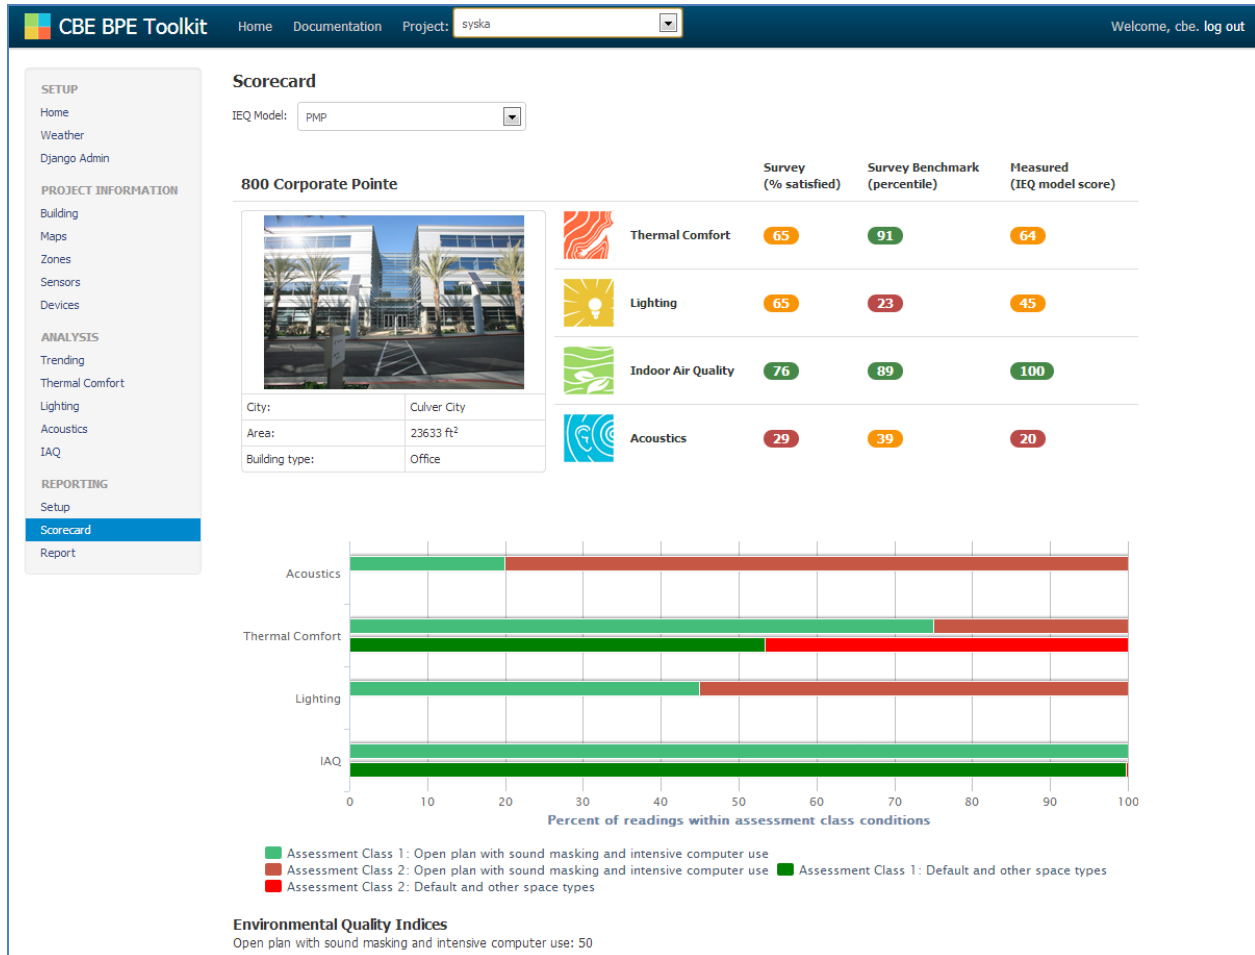 CBE BPE Toolkit Home Documentation Project: syska Welcome, cbe. log out
SETUP
Home
Weather
Django Admin
PROJECT INFORMATION
Building
Maps
Zones
Sensors
Devices
ANALYSIS
Trending
Thermal Comfort
Lighting
Acoustics
IAQ
REPORTING
Setup
Scorecard
Report
Scorecard
IEQ Model: PMP
800 Corporate Pointe
Survey
(% satisfied)
Survey Benchmark
(percentile)
Measured
(IEQ model score)
Thermal Comfort 65 91 64
Lighting 65 23 45
Indoor Air Quality 76 89 100
Acoustics 29 39 20
City: Culver City
Area: 23633 ft²
Building type: Office
Acoustics
Thermal Comfort
Lighting
IAQ
0 10 20 30 40 50 60 70 80 90 100
Percent of readings within assessment class conditions
Assessment Class 1: Open plan with sound masking and intensive computer use
Assessment Class 2: Open plan with sound masking and intensive computer use Assessment Class 1: Default and other space types
Assessment Class 2: Default and other space types
Environmental Quality Indices
Open plan with sound masking and intensive computer use: 50